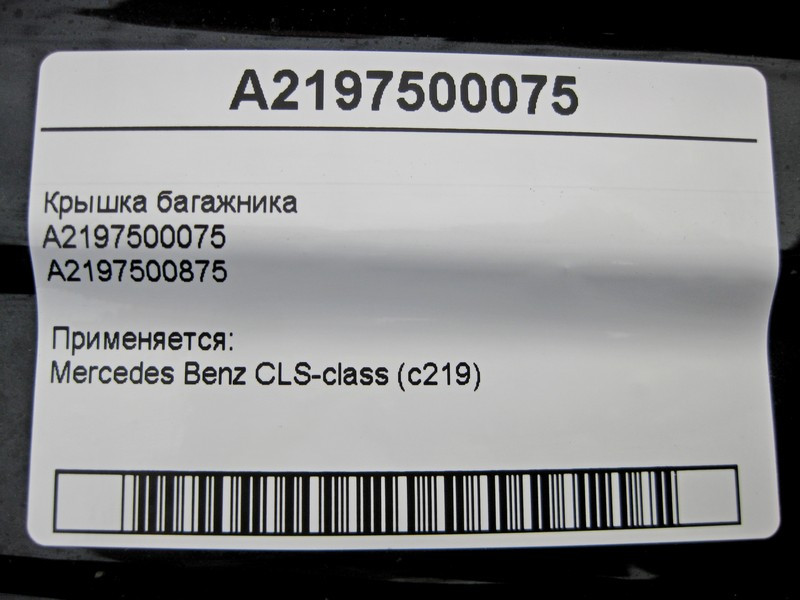 A2197500075
Крышка багажника
A2197500075
A2197500875
Применяется:
Mercedes Benz CLS-class (c219)